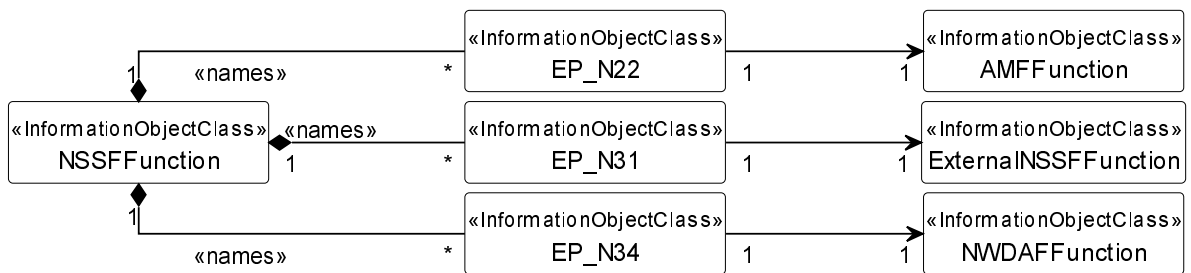 «InformationObjectClass»
EP_N22
«InformationObjectClass»
AMFFunction
1
«names»
*
1
1
«InformationObjectClass»
NSSFFunction
«names»
1
*
«InformationObjectClass»
EP_N31
1
1
«InformationObjectClass»
ExternalNSSFFunction
1
«names»
*
«InformationObjectClass»
EP_N34
1
1
«InformationObjectClass»
NWDAFFunction